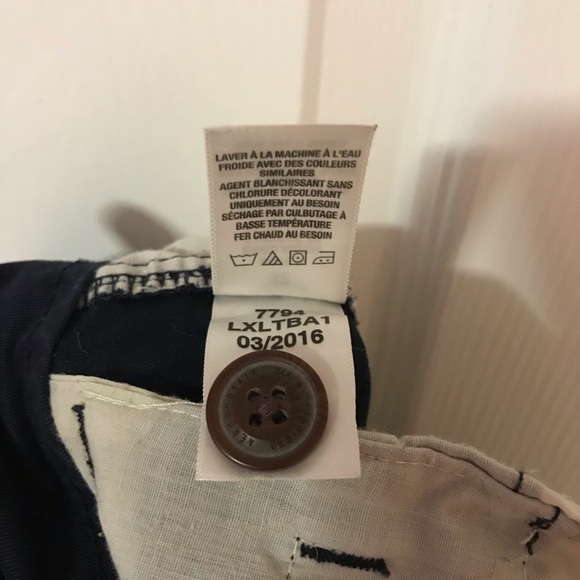 LAVER À LA MACHINE À L'EAU
FROIDE AVEC DES COULEURS
SIMILAIRES
AGENT BLANCHISSANT SANS
CHLORURE DÉCOLORANT
UNIQUEMENT AU BESOIN
SÉCHAGE PAR CULBUTAGE À
BASSE TEMPÉRATURE
FER CHAUD AU BESOIN
7794
LXLTBA1
03/2016